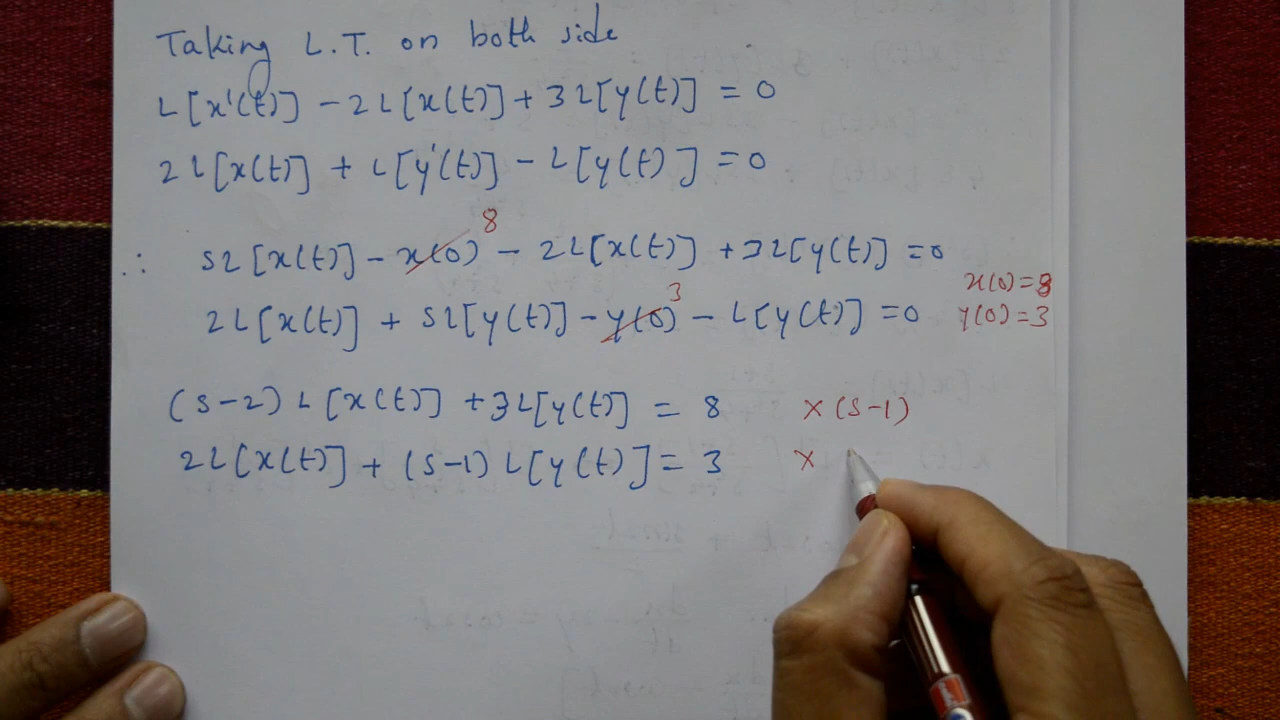 Taking L.T. on both side
L[x'(t)] - 2L[x(t)] + 3L[y(t)] = 0
2L[x(t)] + L[y'(t)] - L[y(t)] = 0
8
∴ SL[x(t)] - x(0) - 2L[x(t)] + 3L[y(t)] = 0
x(0) = 8
3
2L[x(t)] + SL[y(t)] - y(0) - L[y(t)] = 0
y(0) = 3
(S-2) L[x(t)] + 3L[y(t)] = 8 × (S-1)
2L[x(t)] + (S-1) L[y(t)] = 3 ×